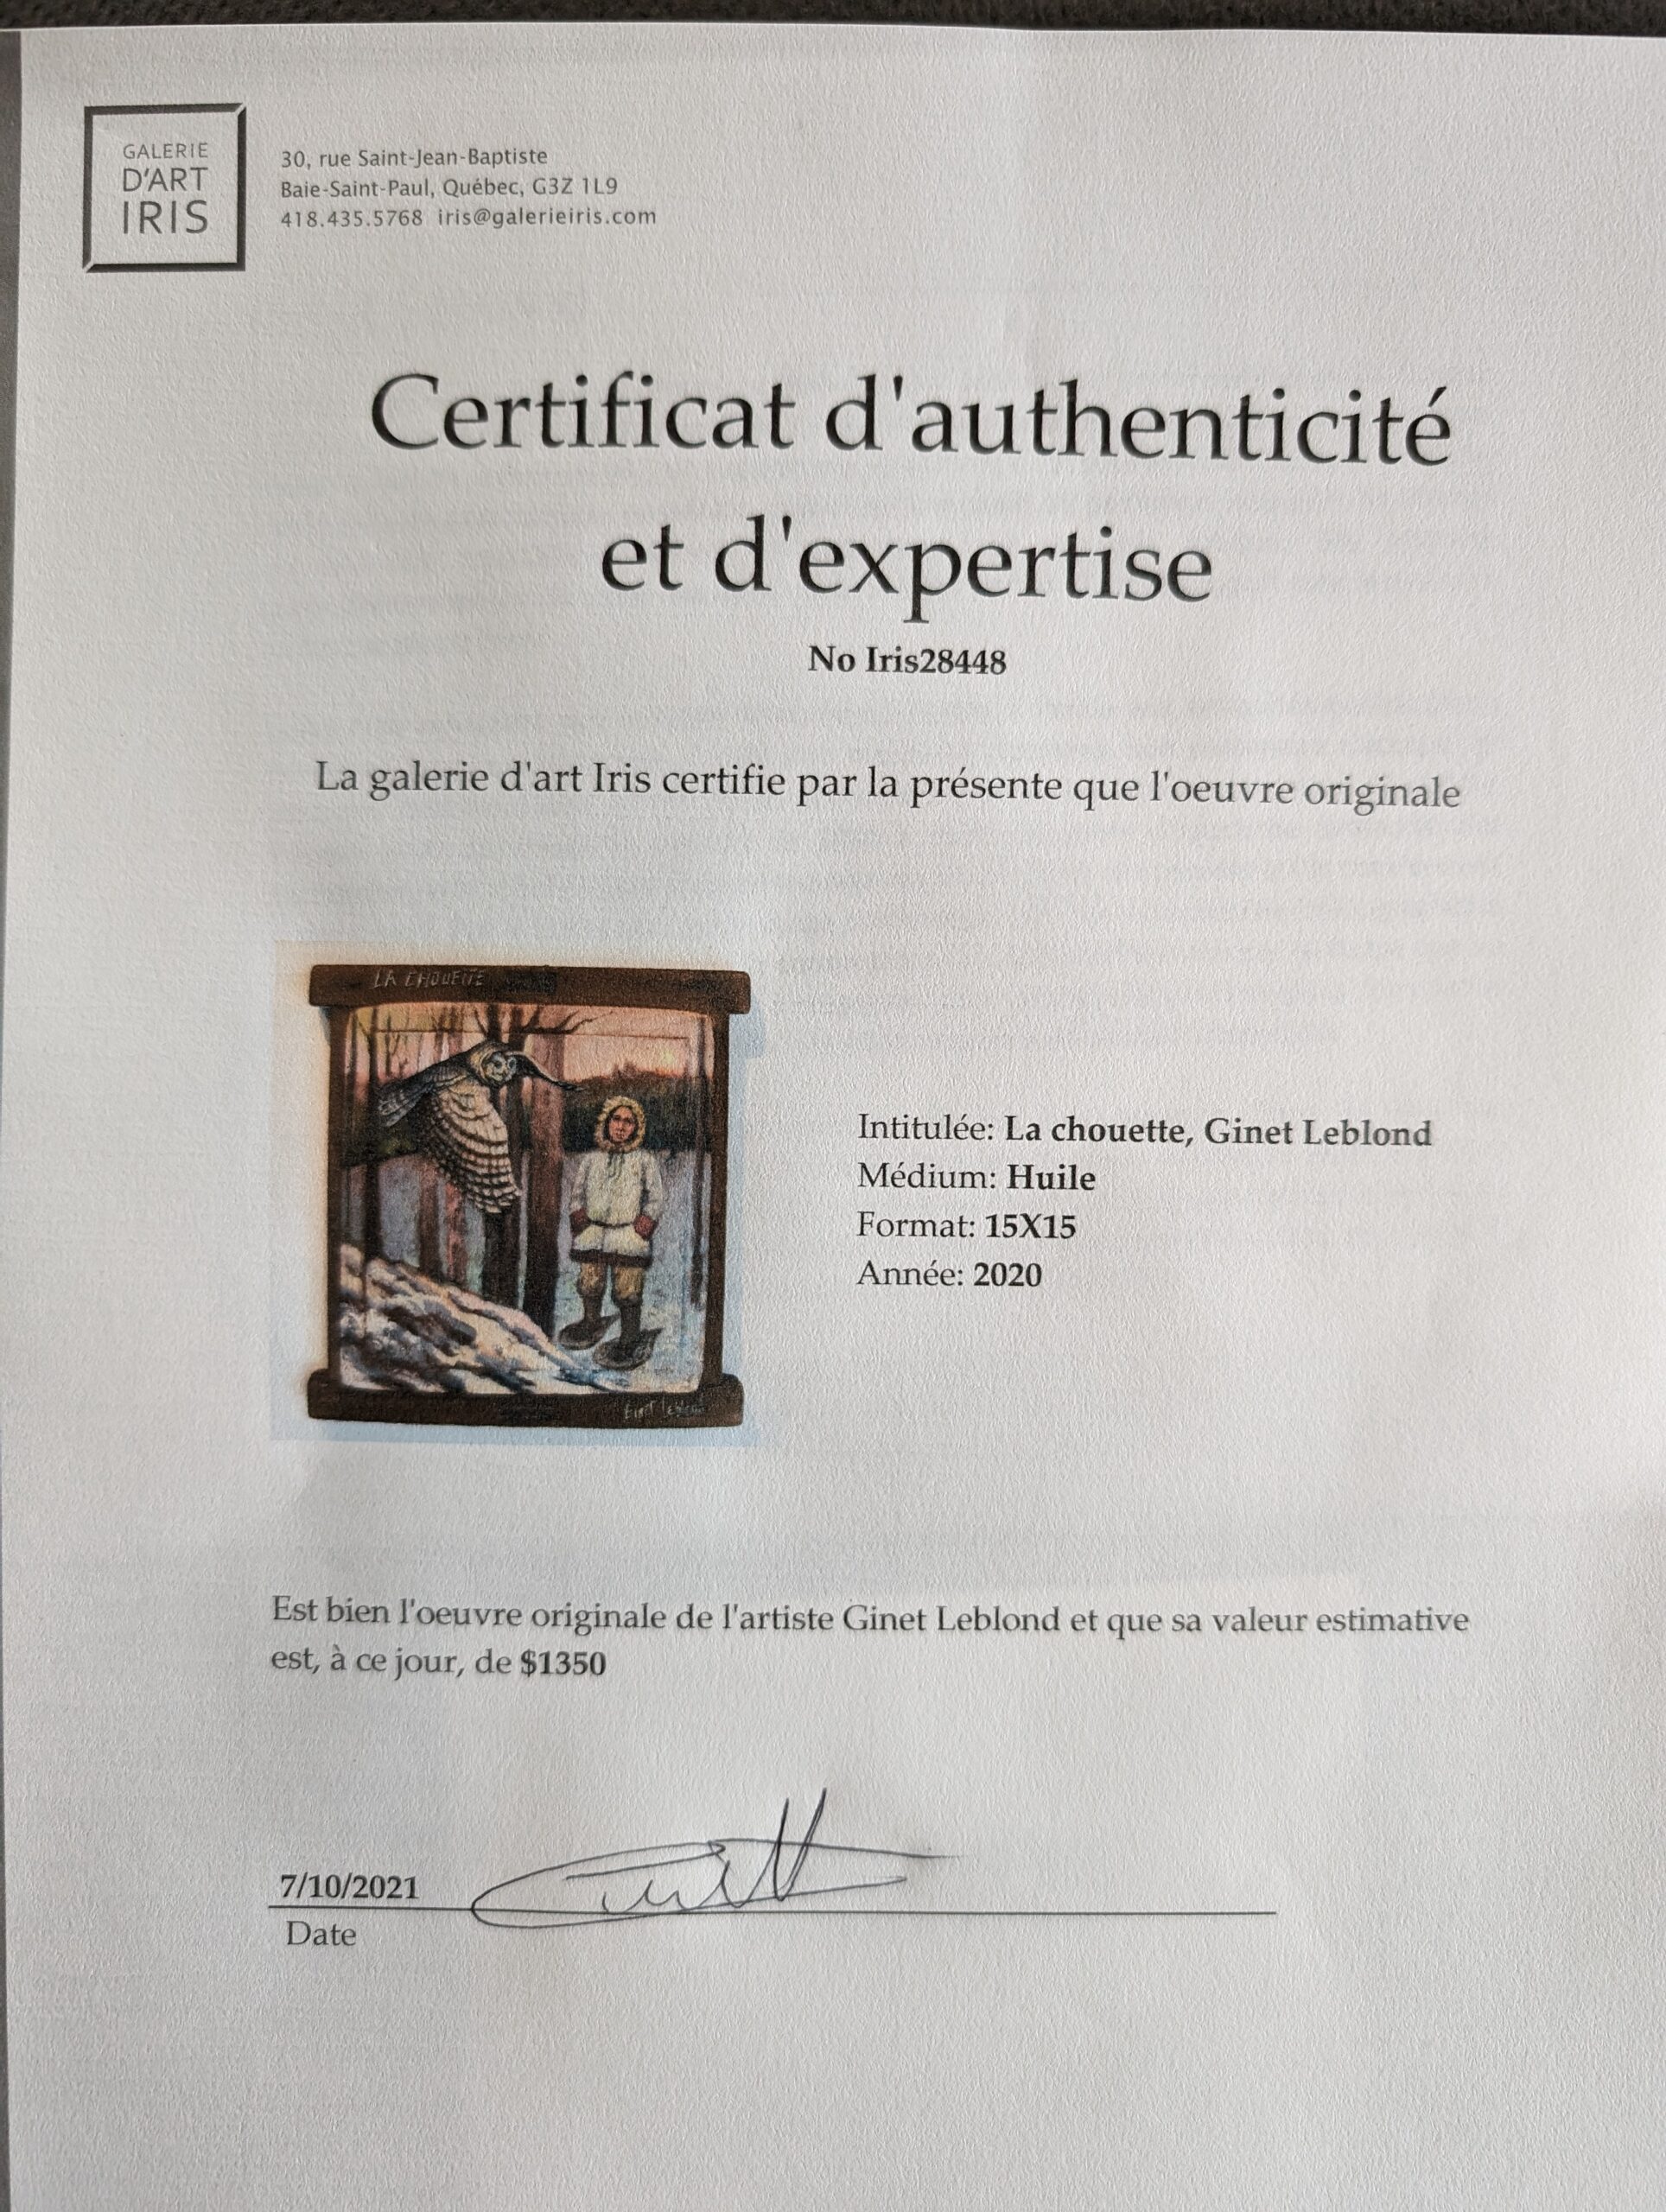 GALERIE
D'ART
IRIS
30, rue Saint-Jean-Baptiste
Baie-Saint-Paul, Québec, G3Z 1L9
418.435.5768 iris@galerieiris.com
Certificat d'authenticité
et d'expertise
No Iris28448
La galerie d'art Iris certifie par la présente que l'oeuvre originale
LA CHOUETTE
Ginet Leblond
Intitulée: La chouette, Ginet Leblond
Médium: Huile
Format: 15X15
Année: 2020
Est bien l'oeuvre originale de l'artiste Ginet Leblond et que sa valeur estimative
est, à ce jour, de $1350
7/10/2021
Date